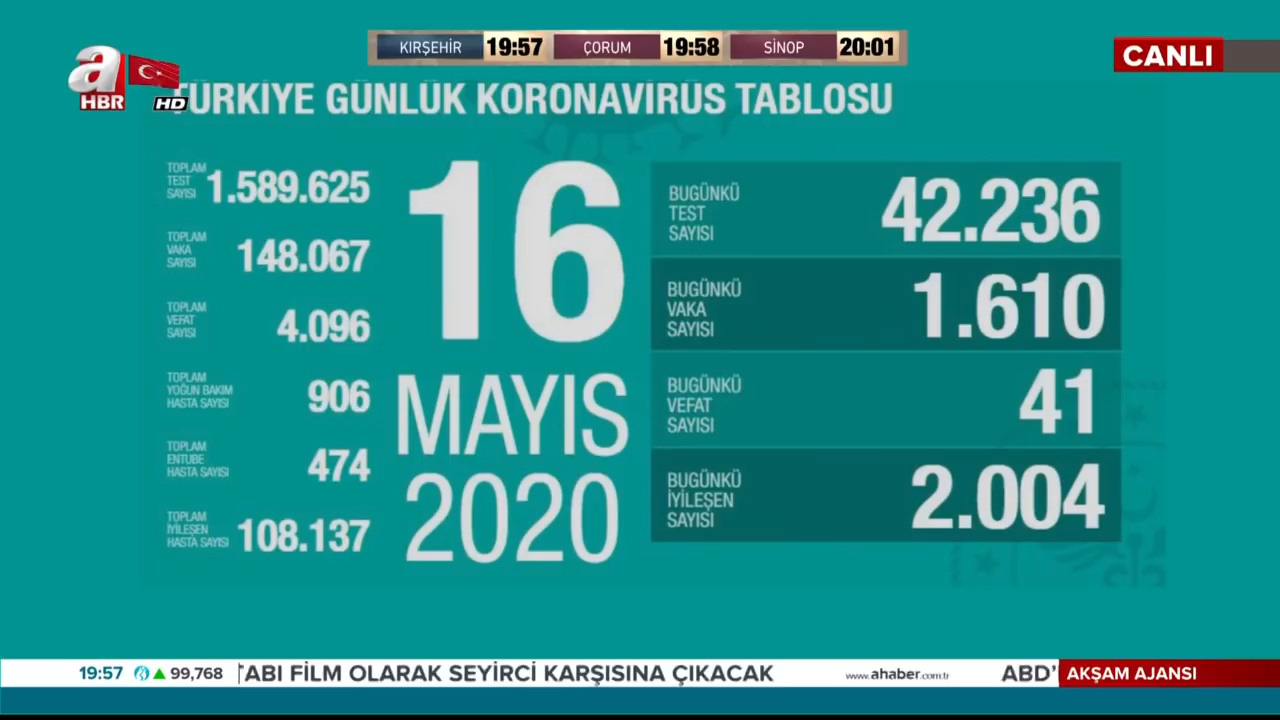 KIRŞEHİR 19:57 ÇORUM 19:58 SİNOP 20:01
CANLI
a
HBR
HD
TÜRKİYE GÜNLÜK KORONAVİRÜS TABLOSU
TOPLAM
TEST
SAYISI
1.589.625
TOPLAM
VAKA
SAYISI
148.067
TOPLAM
VEFAT
SAYISI
4.096
TOPLAM
YOĞUN BAKIM
HASTA SAYISI
906
TOPLAM
ENTUBE
HASTA SAYISI
474
TOPLAM
İYİLEŞEN
HASTA SAYISI
108.137
16
MAYIS
2020
BUGÜNKÜ
TEST
SAYISI
42.236
BUGÜNKÜ
VAKA
SAYISI
1.610
BUGÜNKÜ
VEFAT
SAYISI
41
BUGÜNKÜ
İYİLEŞEN
SAYISI
2.004
19:57 99,768 TABI FİLM OLARAK SEYİRCİ KARŞISINA ÇIKACAK www.ahaber.com.tr ABD' AKŞAM AJANSI